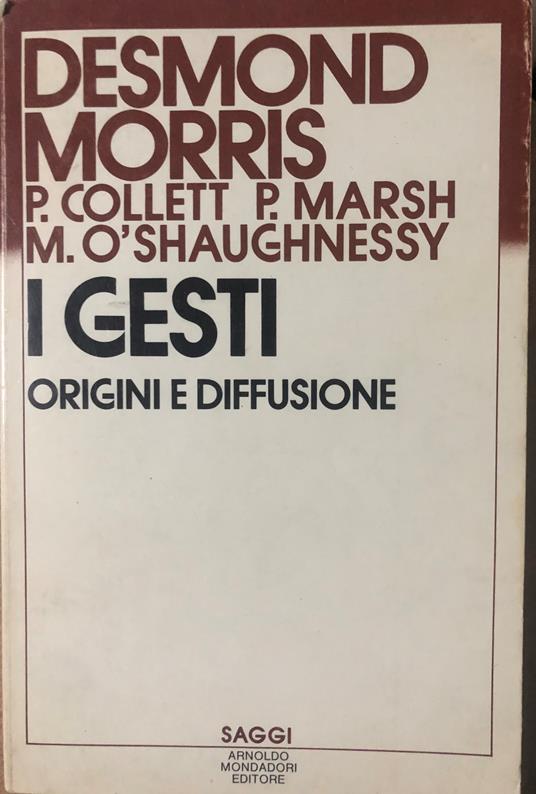 DESMOND
MORRIS
P. COLLETT P. MARSH
M. O'SHAUGHNESSY
I GESTI
ORIGINI E DIFFUSIONE
SAGGI
ARNOLDO
MONDADORI
EDITORE